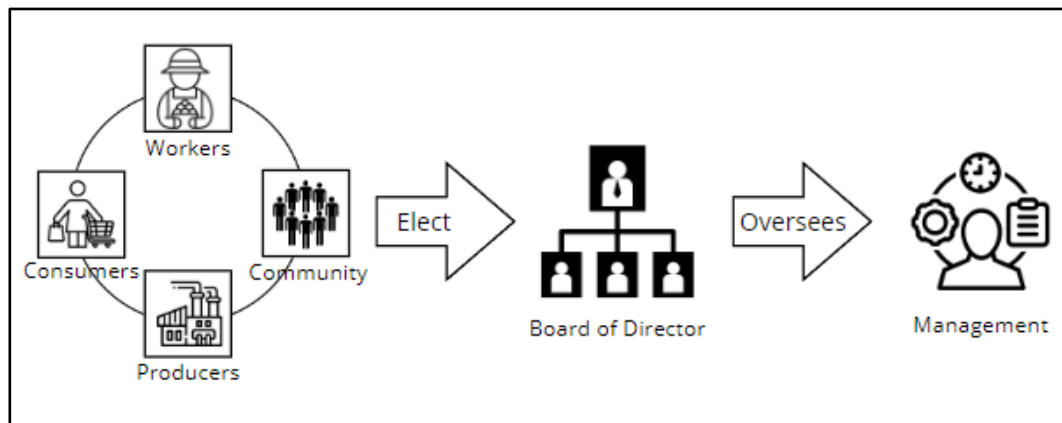 Workers
Consumers
Community
Producers
Elect
Board of Director
Oversees
Management